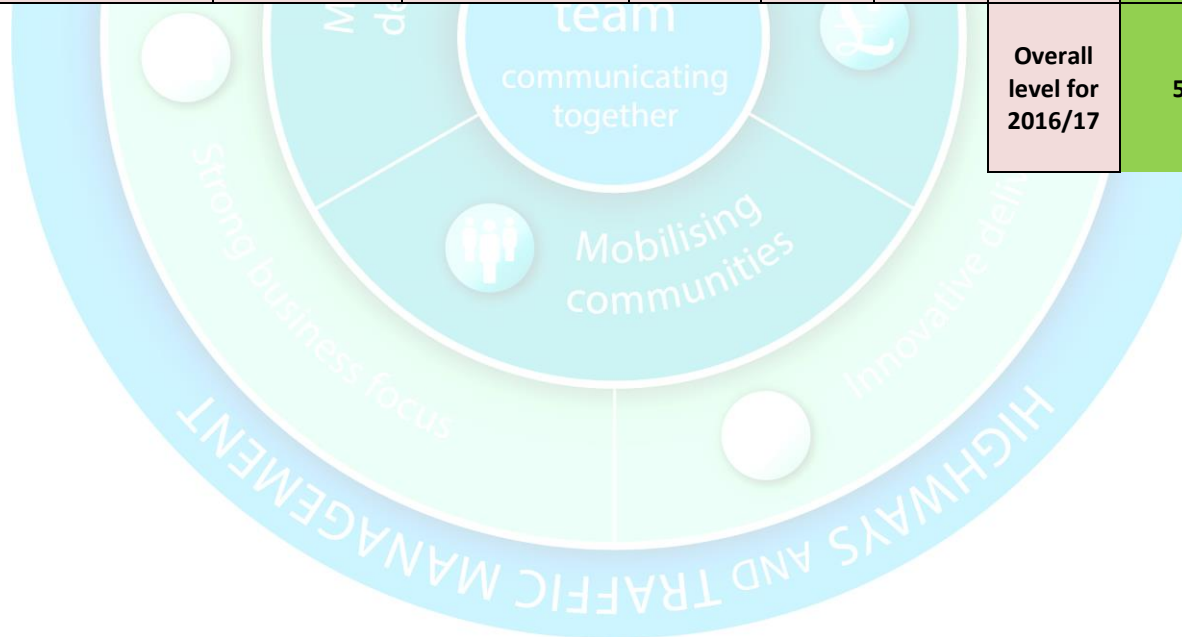 team
communicating
together
Overall
level for
2016/17
5
Mobilising
communities
Strong business focus
Innovative
HIGHWAYS AND TRAFFIC MANAGEMENT